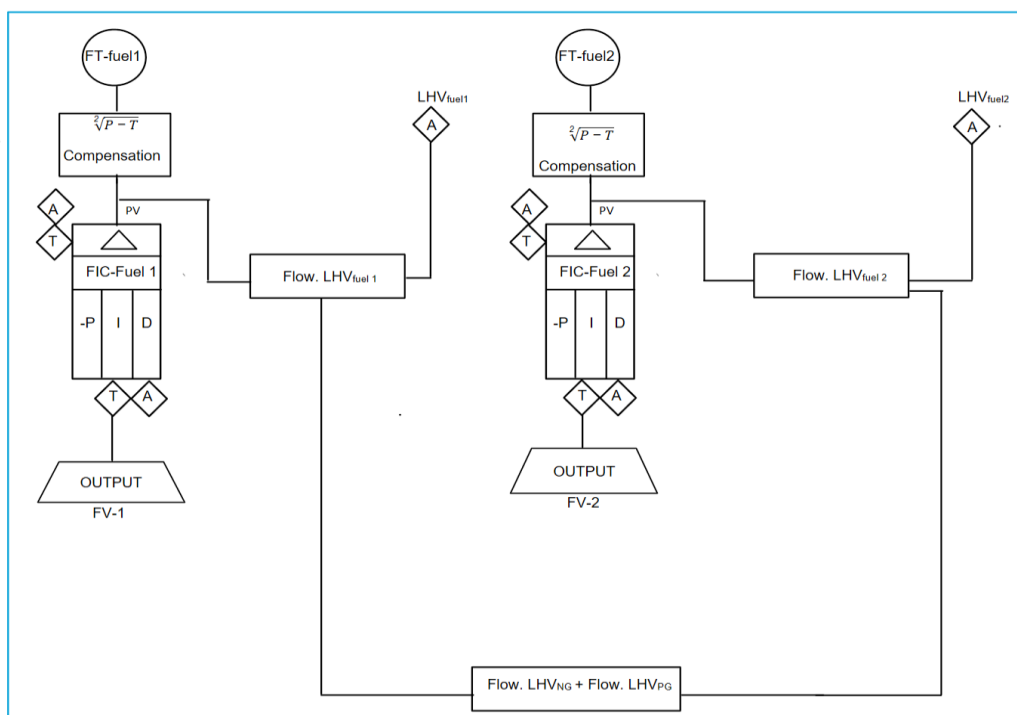 FT-fuel1
²√P − T
Compensation
A
T
PV
FIC-Fuel 1
-P I D
T A
OUTPUT
FV-1
LHVfuel1
A
Flow. LHVfuel 1
FT-fuel2
²√P − T
Compensation
A
T
PV
FIC-Fuel 2
-P I D
T A
OUTPUT
FV-2
LHVfuel2
A
Flow. LHVfuel 2
Flow. LHVNG + Flow. LHVPG